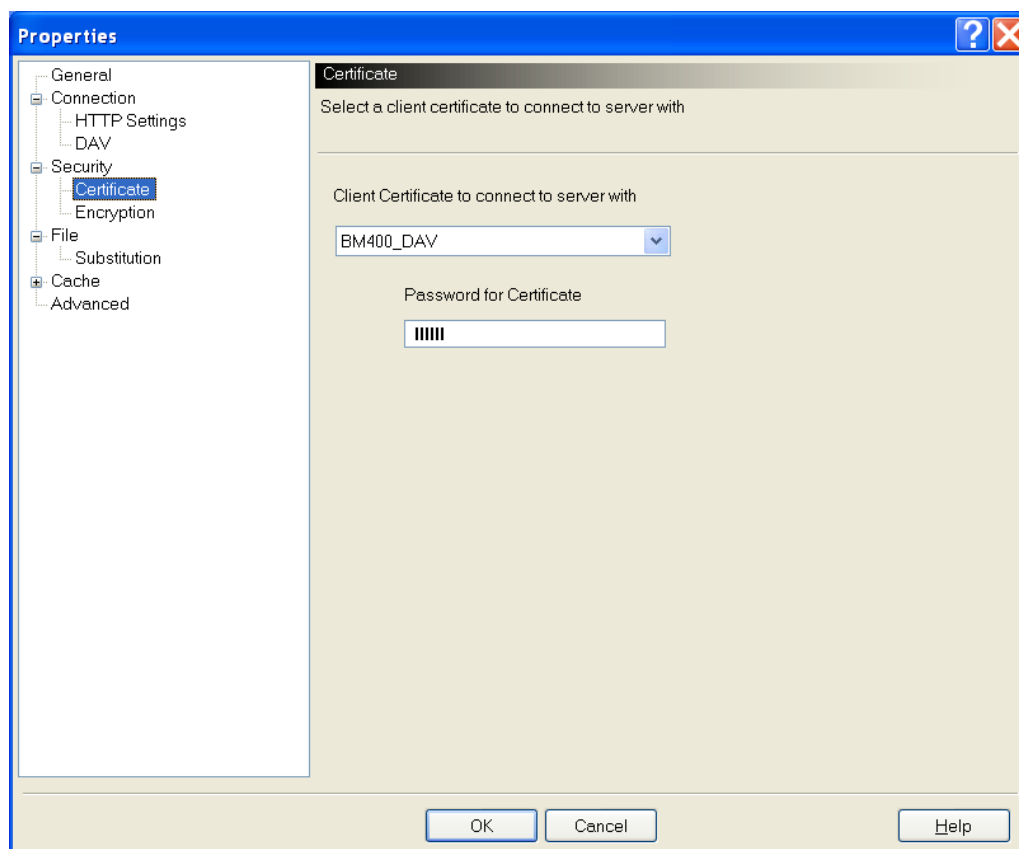 Properties
General
Connection
HTTP Settings
DAV
Security
Certificate
Encryption
File
Substitution
Cache
Advanced
Certificate
Select a client certificate to connect to server with
Client Certificate to connect to server with
BM400_DAV
Password for Certificate
OK
Cancel
Help